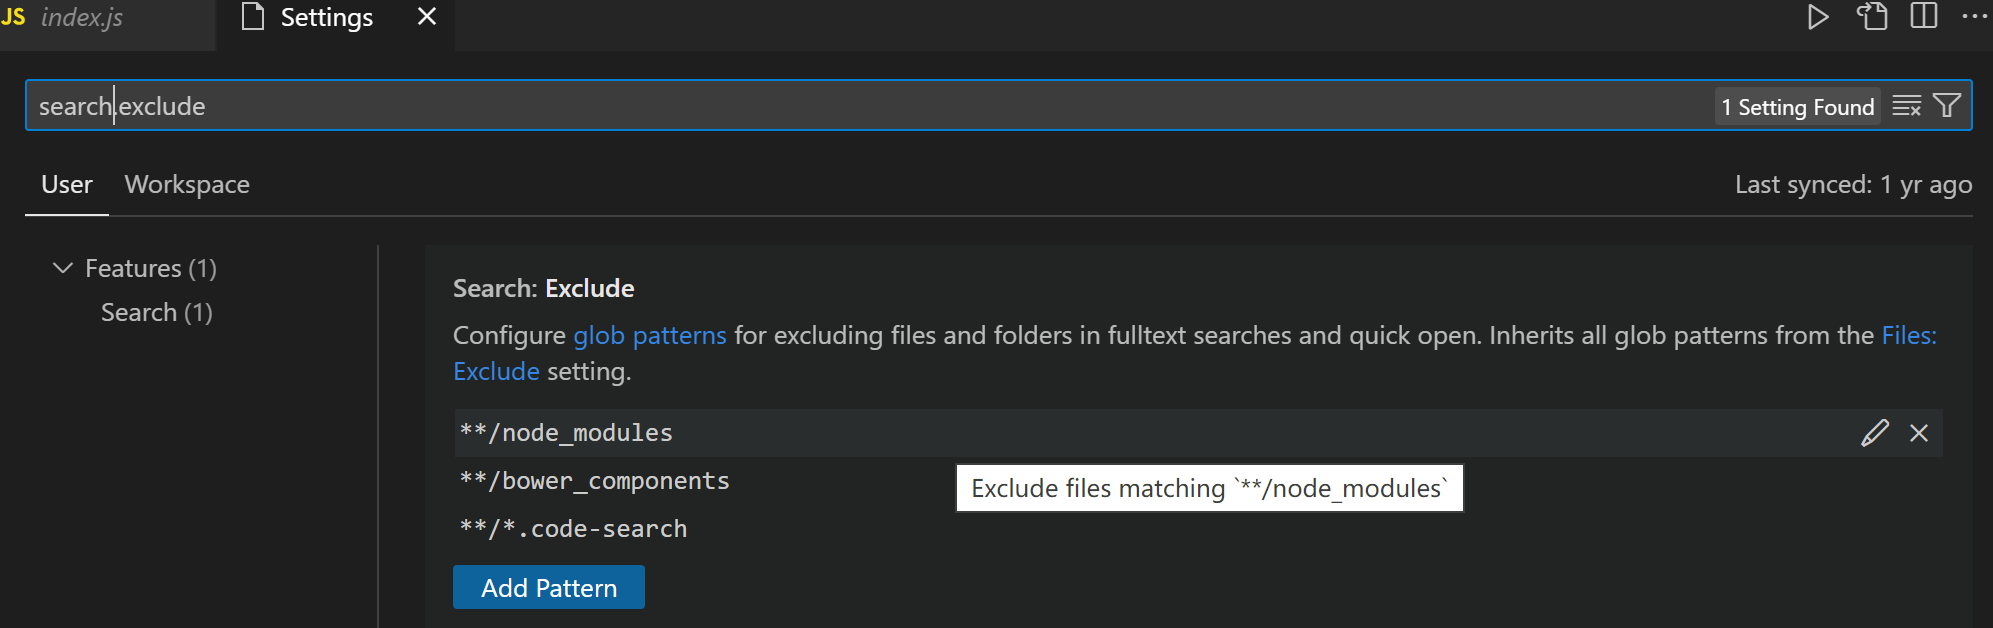 JS index.js Settings
search.exclude 1 Setting Found
User Workspace Last synced: 1 yr ago
Features (1)
Search (1)
Search: Exclude
Configure glob patterns for excluding files and folders in fulltext searches and quick open. Inherits all glob patterns from the Files:
Exclude setting.
**/node_modules
**/bower_components
Exclude files matching `**/node_modules`
**/*.code-search
Add Pattern